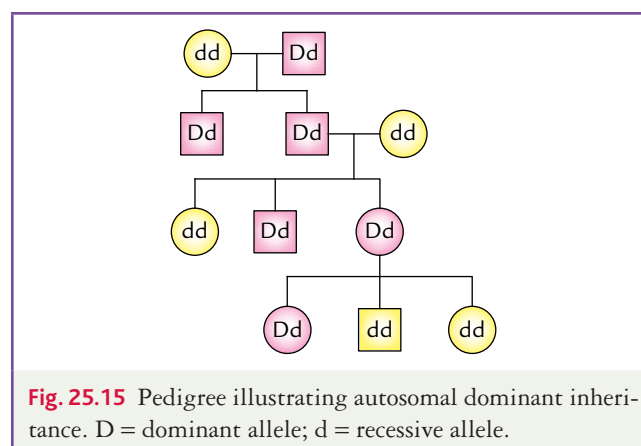 dd Dd
Dd Dd dd
dd Dd Dd
Dd dd dd
Fig. 25.15 Pedigree illustrating autosomal dominant inheri-
tance. D = dominant allele; d = recessive allele.